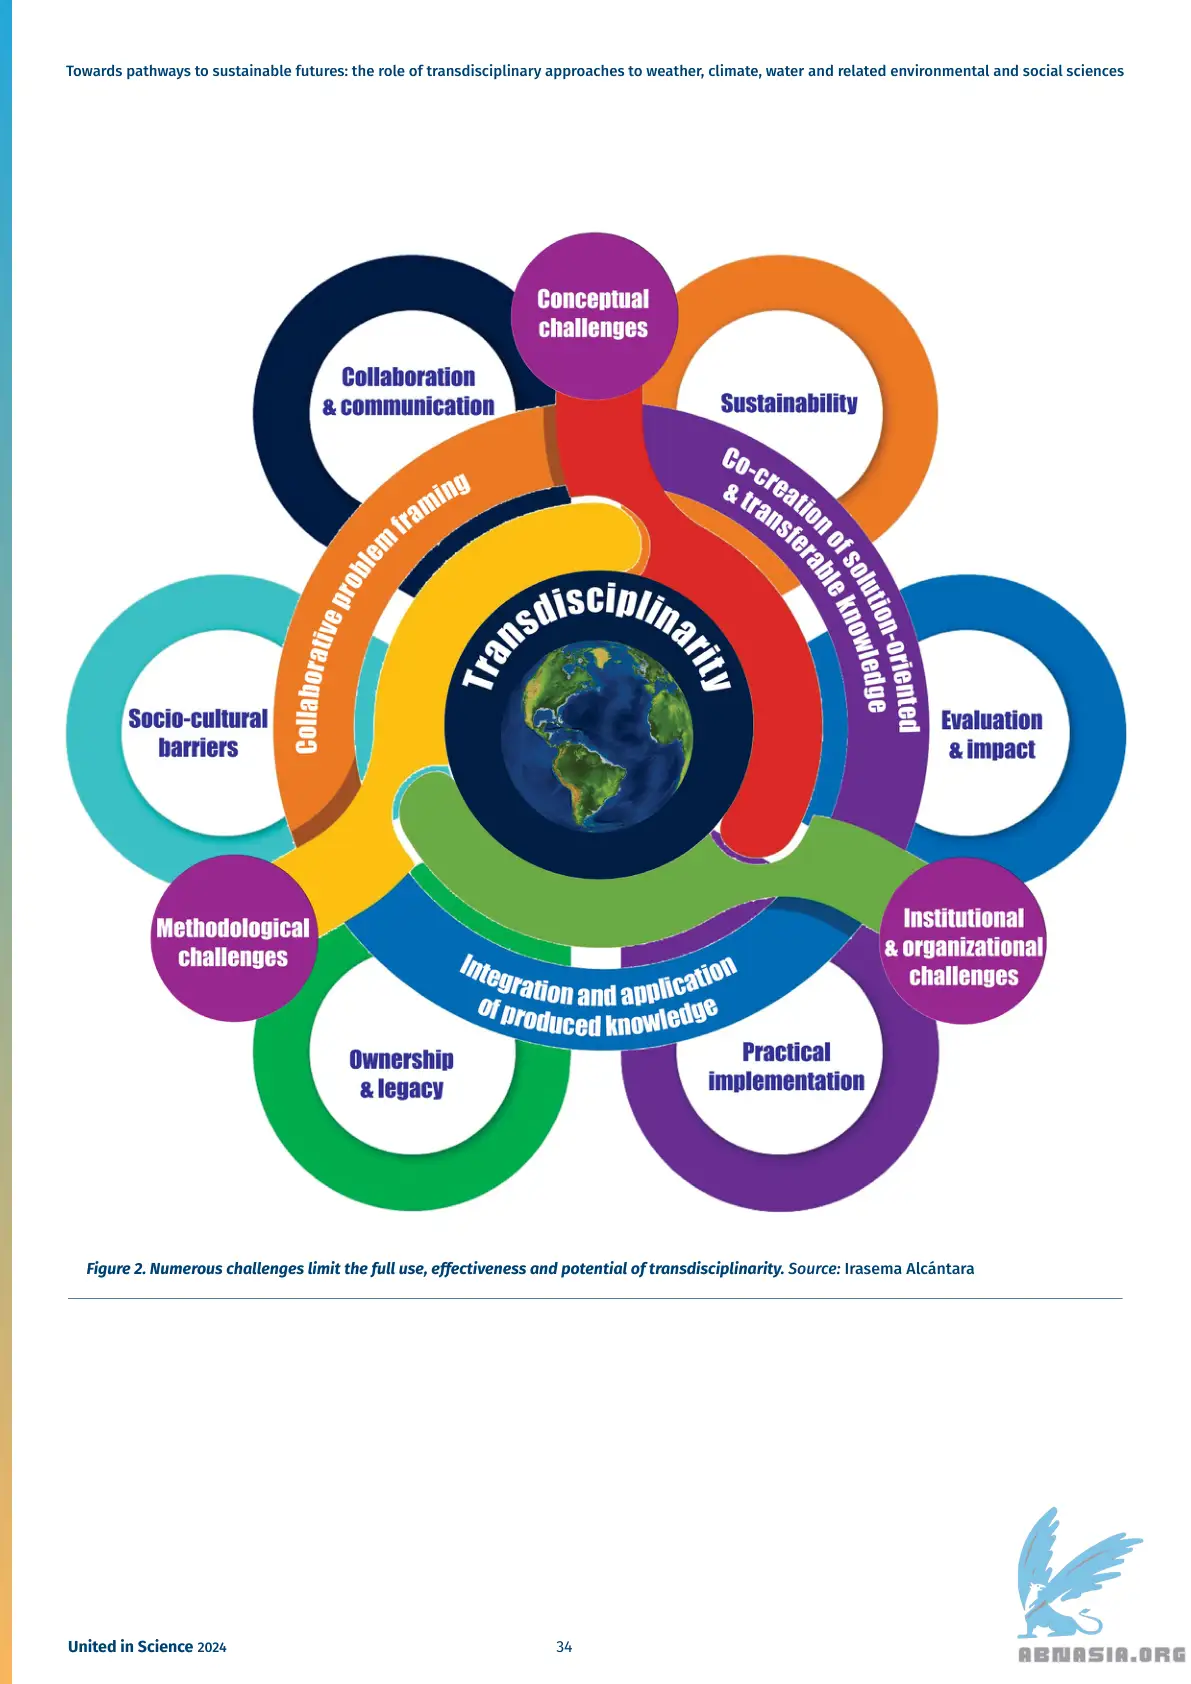 Towards pathways to sustainable futures: the role of transdisciplinary approaches to weather, climate, water and related environmental and social sciences
Conceptual
challenges
Collaboration
& communication
Sustainability
Collaborative problem framing
Co-creation of solution-oriented
& transferable knowledge
Transdisciplinarity
Socio-cultural
barriers
Evaluation
& impact
Methodological
challenges
Institutional
& organizational
challenges
Integration and application
of produced knowledge
Ownership
& legacy
Practical
implementation
Figure 2. Numerous challenges limit the full use, effectiveness and potential of transdisciplinarity. Source: Irasema Alcántara
United in Science 2024
34
ABNASIA.ORG